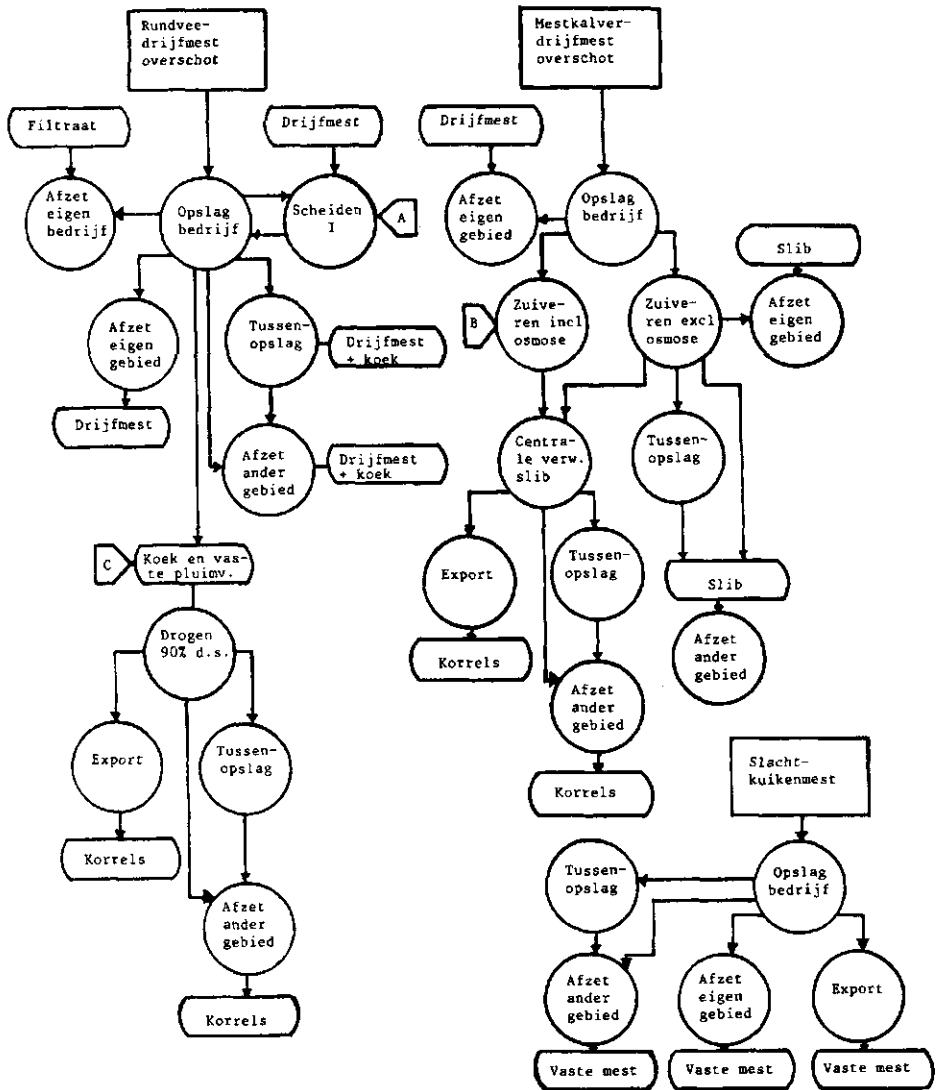 Rundvee-
drijfmest
overschot
Filtraat
Drijfmest
Afzet
eigen
bedrijf
Opslag
bedrijf
Scheiden
I
A
Afzet
eigen
gebied
Tussen-
opslag
Drijfmest
+ koek
Drijfmest
Afzet
ander
gebied
Drijfmest
+ koek
C
Koek en vas-
te pluimv.
Drogen
90% d.s.
Export
Tussen-
opslag
Korrels
Afzet
ander
gebied
Korrels
Mestkalver-
drijfmest
overschot
Drijfmest
Afzet
eigen
gebied
Opslag
bedrijf
Slib
B
Zuive-
ren incl
osmose
Zuive-
ren excl
osmose
Afzet
eigen
gebied
Centra-
le verw.
slib
Tussen-
opslag
Export
Tussen-
opslag
Slib
Korrels
Afzet
ander
gebied
Afzet
ander
gebied
Korrels
Slacht-
kuikenmest
Tussen-
opslag
Opslag
bedrijf
Afzet
ander
gebied
Afzet
eigen
gebied
Export
Vaste mest
Vaste mest
Vaste mest